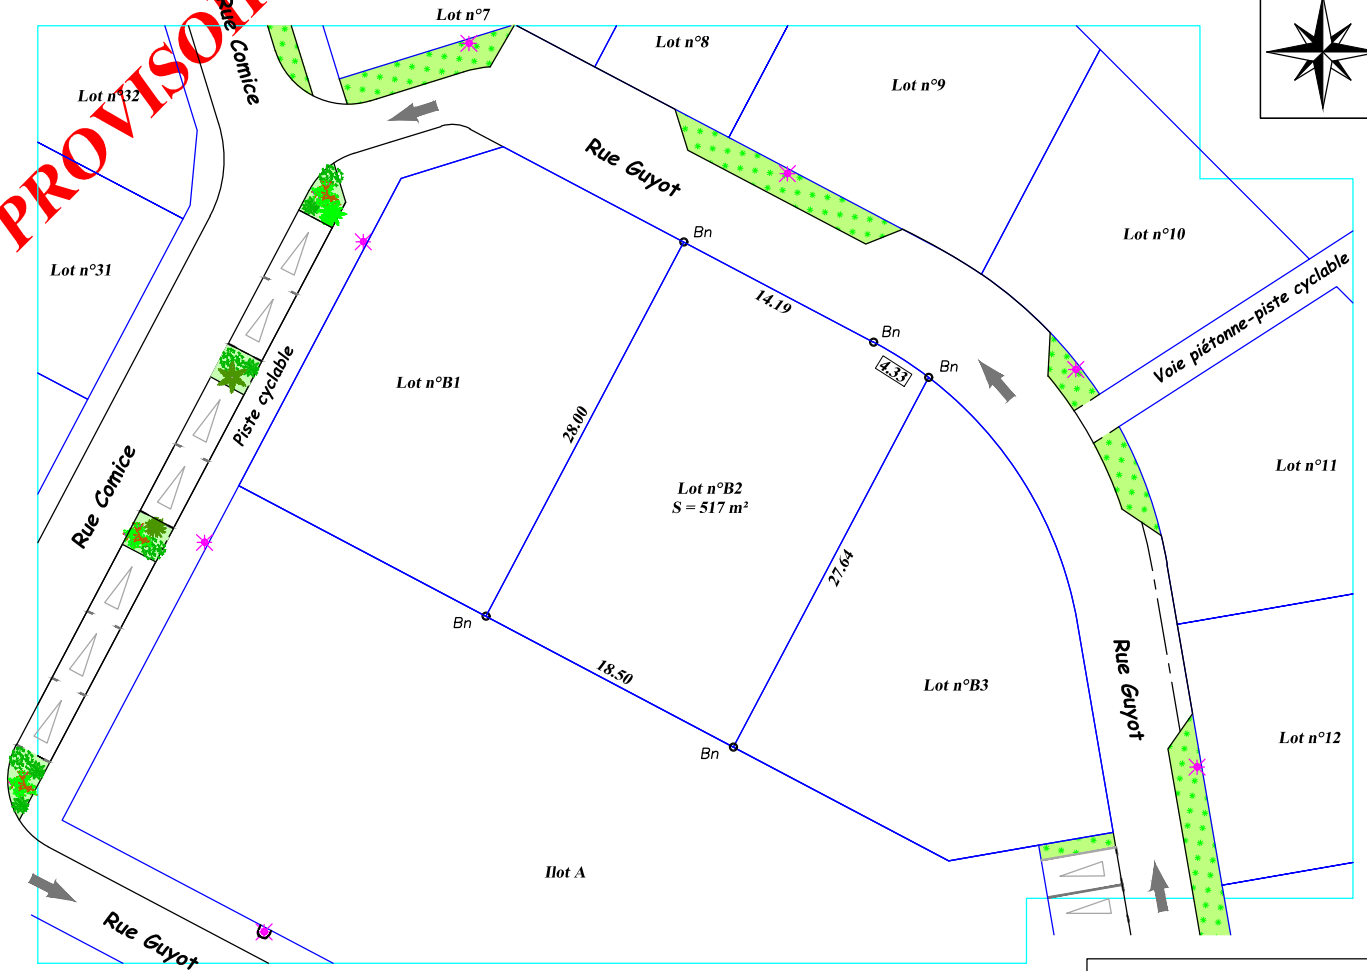 Lot n°7
Rue Comice
Lot n°8
Lot n°9
Lot n°32
PROVISOI
Rue Guyot
Lot n°10
Bn
Lot n°31
Voie piétonne-piste cyclable
14.19
Bn
4.33
Bn
Lot n°B1
Piste cyclable
28.00
Lot n°11
Rue Comice
Lot n°B2
S = 517 m²
27.64
Bn
18.50
Lot n°B3
Rue Guyot
Bn
Lot n°12
Ilot A
Rue Guyot